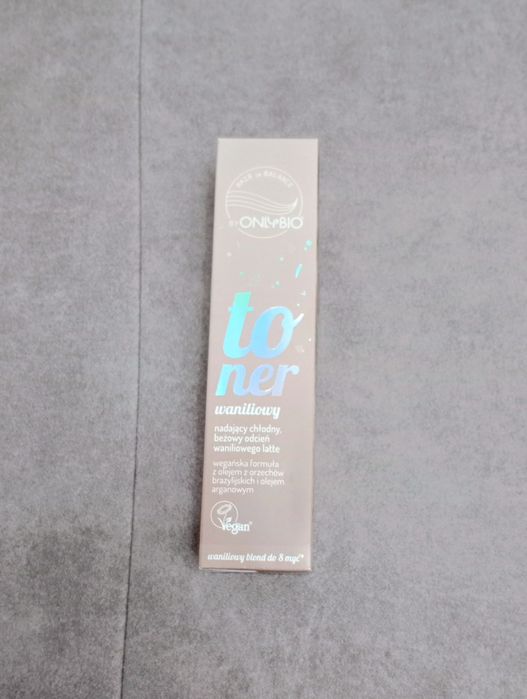 HAIR in BALANCE
BY ONLYBIO
to
ner
waniliowy
nadający chłodny,
beżowy odcień
waniliowego latte
wegańska formuła
z olejem z orzechów
brazylijskich i olejem
arganowym
Vegan
waniliowy blond do 8 myć*